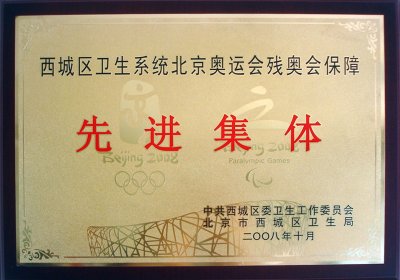 西城区卫生系统北京奥运会残奥会保障
先进集体
Beijing 2008
Beijing 2008
Paralympic Games
中共西城区委卫生工作委员会
北京市西城区卫生局
二〇〇八年十月